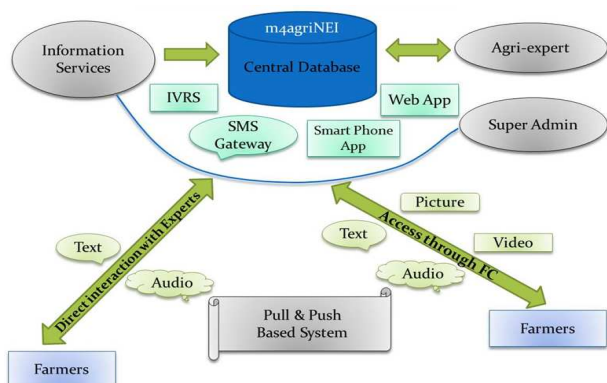 m4agriNEI
Central Database
Information
Services
Agri-expert
IVRS
Web App
SMS
Gateway
Smart Phone
App
Super Admin
Direct interaction with Experts
Text
Audio
Access through FC
Picture
Text
Video
Audio
Pull & Push
Based System
Farmers
Farmers